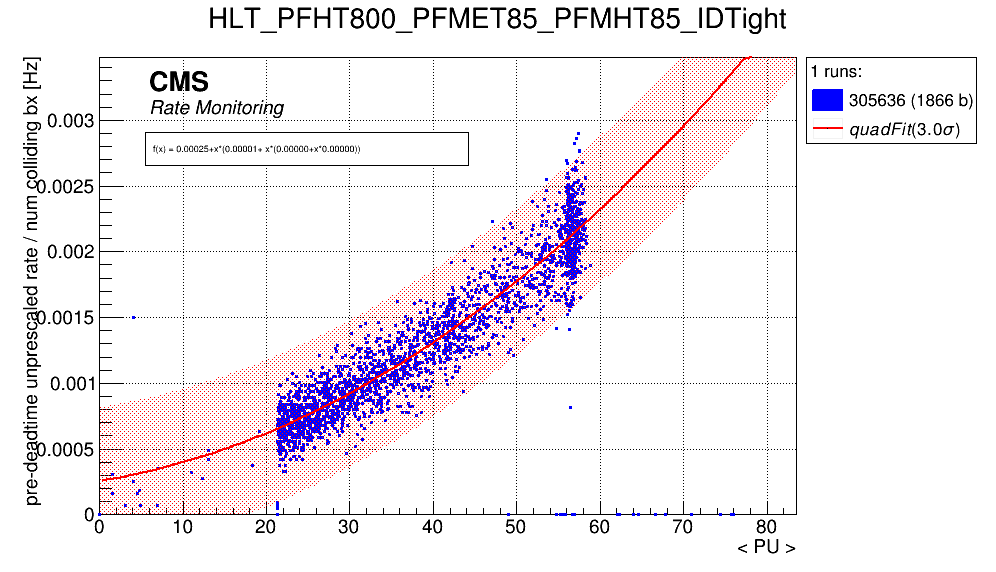 HLT_PFHT800_PFMET85_PFMHT85_IDTight
pre-deadtime unprescaled rate / num colliding bx [Hz]
CMS
Rate Monitoring
f(x) = 0.00025+x*(0.00001+ x*(0.00000+x*0.00000))
0.003
0.0025
0.002
0.0015
0.001
0.0005
0
0 10 20 30 40 50 60 70 80
< PU >
1 runs:
305636 (1866 b)
quadFit(3.0σ)